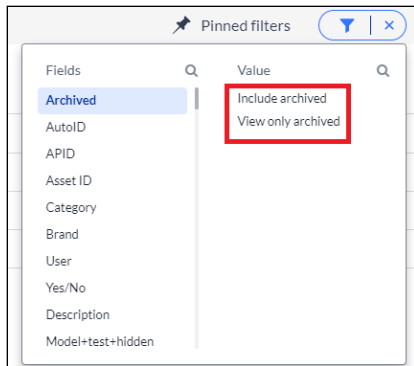 Pinned filters
Fields
Value
Archived
Include archived
View only archived
AutoID
APID
Asset ID
Category
Brand
User
Yes/No
Description
Model+test+hidden